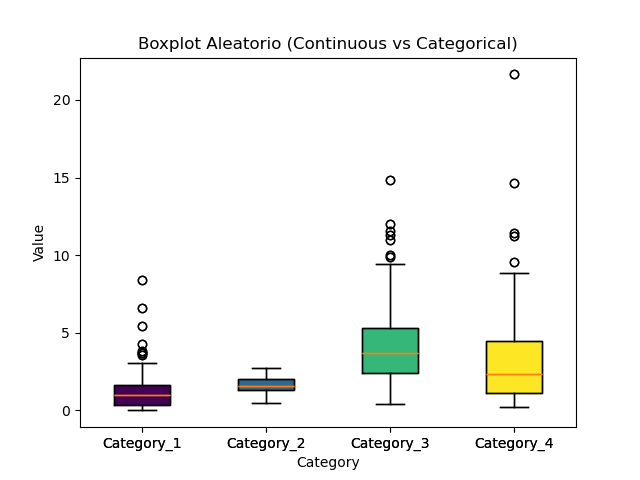 Boxplot Aleatorio (Continuous vs Categorical)
20
15
10
5
0
Value
Category_1 Category_2 Category_3 Category_4
Category